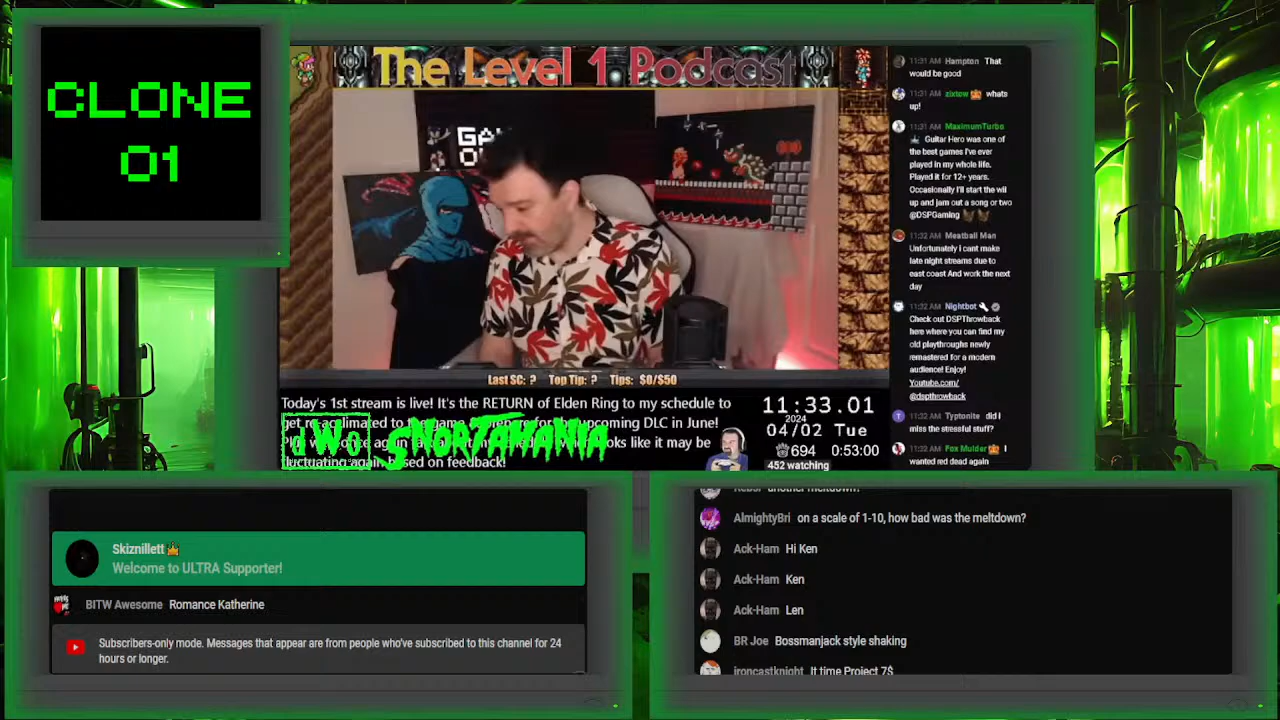 CLONE
01
The Level 1 Podcast
GA
O
Last SC: ? Top Tip: ? Tips: $0/$50
Today's 1st stream is live! It's the RETURN of Elden Ring to my schedule to
upcoming DLC in June!
fluctuating again based on feedback!
dWo SNORTAMANIA
11:33.01
2024
04/02 Tue
694 0:53:00
452 watching
11:31 AM Hampton That
would be good
11:31 AM zixtew whats
up!
11:31 AM MaximumTurbo
Guitar Hero was one of
the best games I've ever
played in my whole life.
Played it for 12+ years.
Occasionally I'll start the wii
up and jam out a song or two
@DSPGaming
11:32 AM Meatball Man
Unfortunately i cant make
late night streams due to
east coast And work the next
day
11:32 AM Nightbot
Check out DSPThrowback
here where you can find my
old playthroughs newly
remastered for a modern
audience! Enjoy!
Youtube.com/
@dspthrowback
11:32 AM Typtonite did I
miss the stressful stuff?
11:32 AM Fox Mulder I
wanted red dead again
Skiznillett
Welcome to ULTRA Supporter!
BITW Awesome Romance Katherine
Subscribers-only mode. Messages that appear are from people who've subscribed to this channel for 24
hours or longer.
another meltdown?
AlmightyBri on a scale of 1-10, how bad was the meltdown?
Ack-Ham Hi Ken
Ack-Ham Ken
Ack-Ham Len
BR Joe Bossmanjack style shaking
ironcastknight It time Project 7$